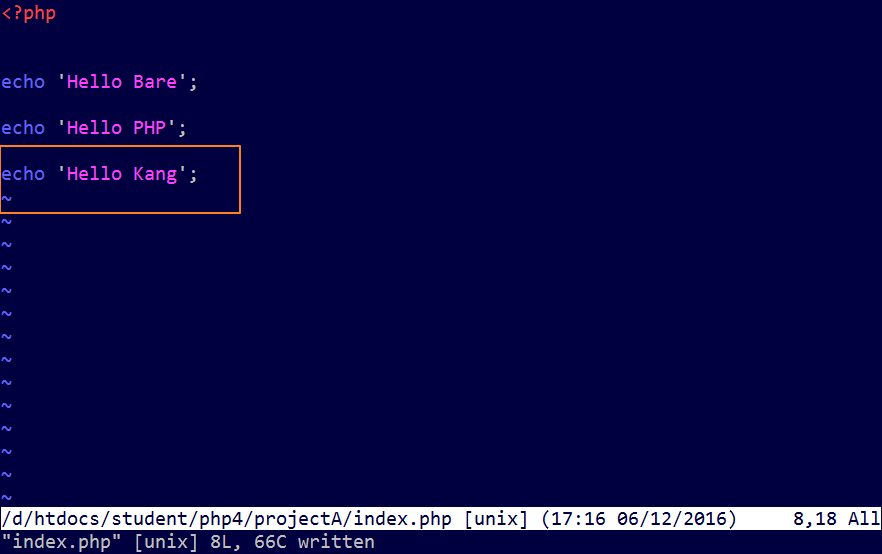 <?php
echo 'Hello Bare';
echo 'Hello PHP';
echo 'Hello Kang';
~
~
~
~
~
~
~
~
~
~
~
~
~
~
/d/htdocs/student/php4/projectA/index.php [unix] (17:16 06/12/2016) 8,18 All
"index.php" [unix] 8L, 66C written